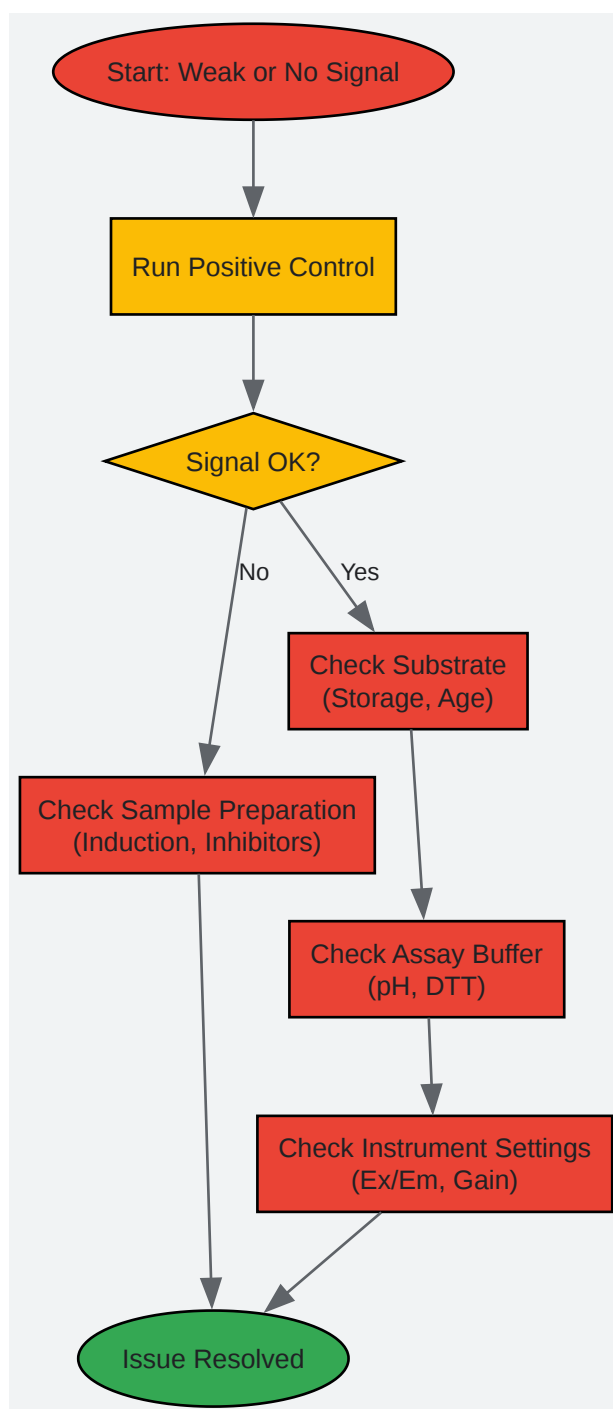 Start: Weak or No Signal
Run Positive Control
Signal OK?
No
Yes
Check Substrate
(Storage, Age)
Check Sample Preparation
(Induction, Inhibitors)
Check Assay Buffer
(pH, DTT)
Check Instrument Settings
(Ex/Em, Gain)
Issue Resolved